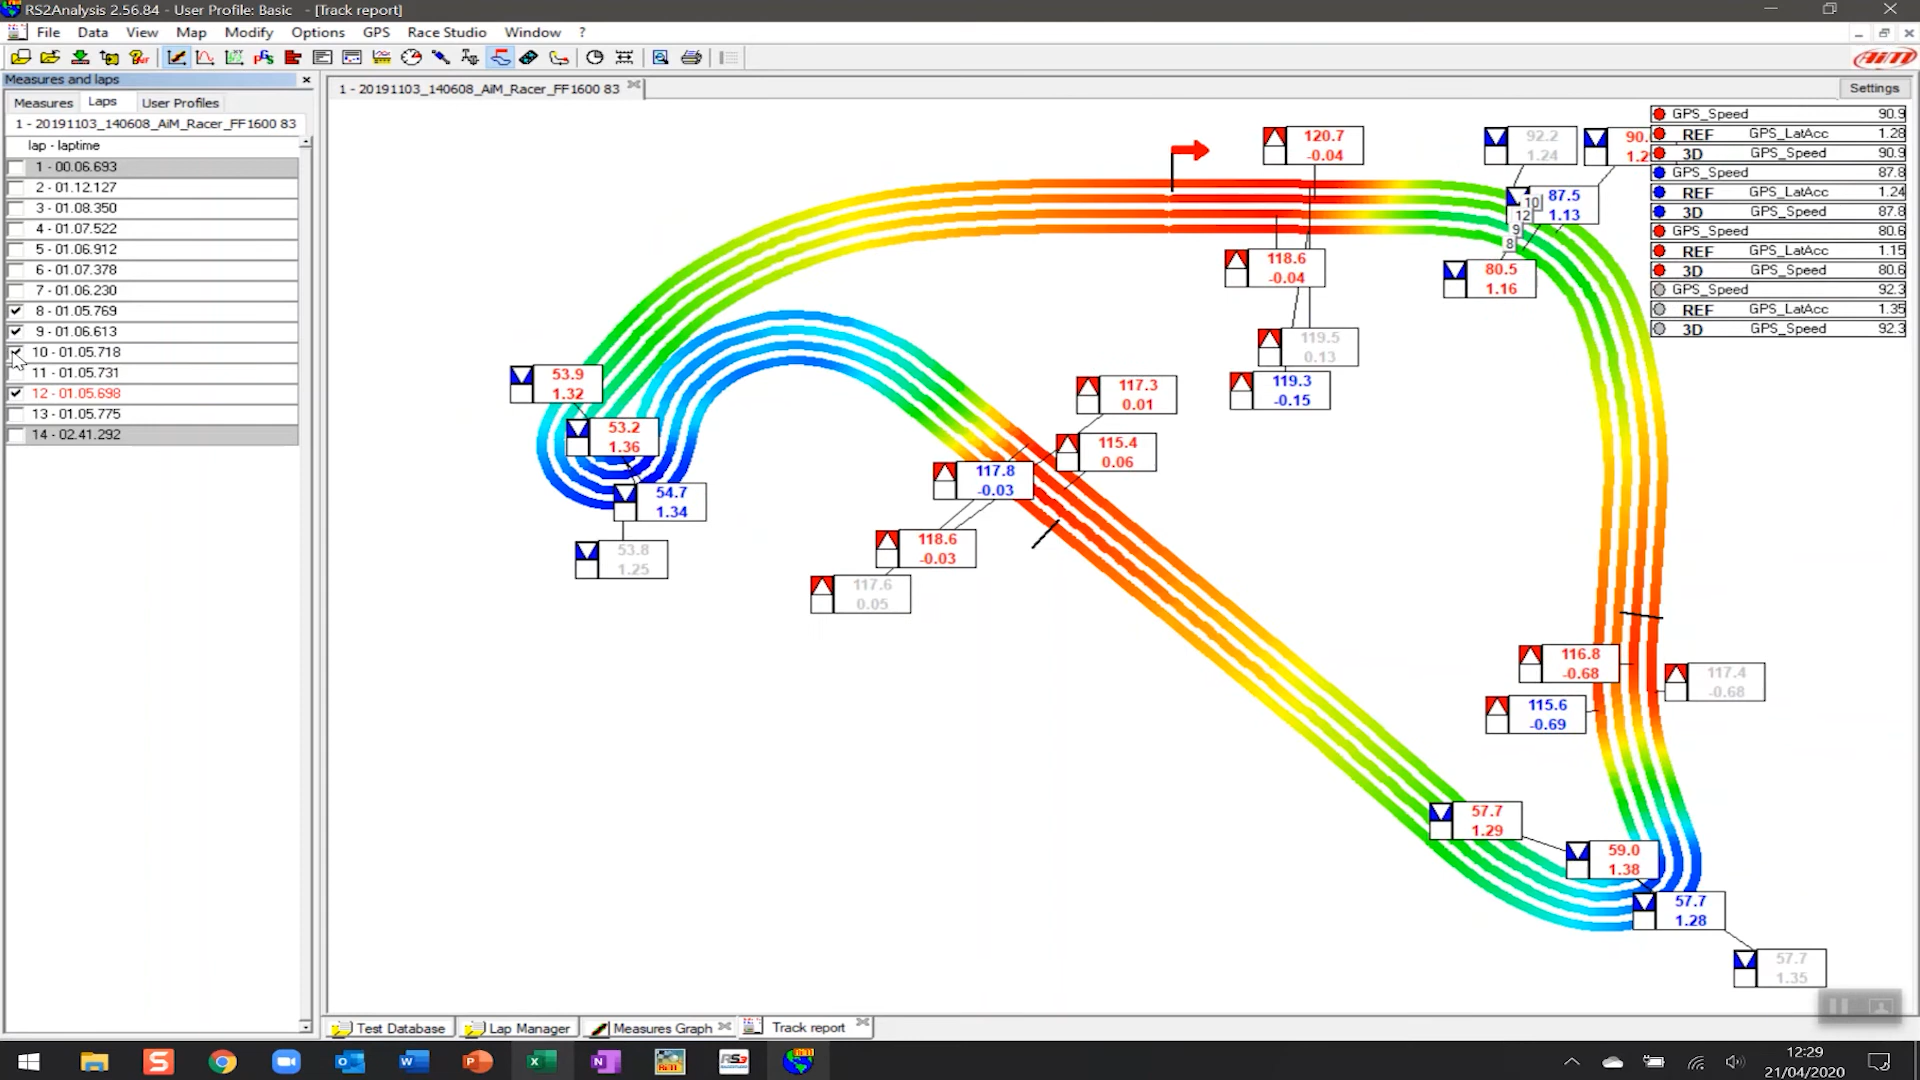 RS2Analysis 2.56.84 - User Profile: Basic - [Track report]
File Data View Map Modify Options GPS Race Studio Window ?
AiM
Measures and laps
Measures Laps User Profiles
1 - 20191103_140608_AiM_Racer_FF1600 83
lap - laptime
1 - 00.06.693
2 - 01.12.127
3 - 01.08.350
4 - 01.07.522
5 - 01.06.912
6 - 01.07.378
7 - 01.06.230
8 - 01.05.769
9 - 01.06.613
10 - 01.05.718
11 - 01.05.731
12 - 01.05.698
13 - 01.05.775
14 - 02.41.292
1 - 20191103_140608_AiM_Racer_FF1600 83
Settings
GPS_Speed 90.9
REF GPS_LatAcc 1.28
3D GPS_Speed 90.9
GPS_Speed 87.8
REF GPS_LatAcc 1.24
3D GPS_Speed 87.8
GPS_Speed 80.6
REF GPS_LatAcc 1.15
3D GPS_Speed 80.6
GPS_Speed 92.3
REF GPS_LatAcc 1.35
3D GPS_Speed 92.3
120.7
-0.04
92.2
1.24
90.
1.2
87.5
1.13
10
12
9
8
118.6
-0.04
80.5
1.16
119.5
0.13
119.3
-0.15
53.9
1.32
53.2
1.36
54.7
1.34
53.8
1.25
117.3
0.01
115.4
0.06
117.8
-0.03
118.6
-0.03
117.6
0.05
116.8
-0.68
117.4
-0.68
115.6
-0.69
57.7
1.29
59.0
1.38
57.7
1.28
57.7
1.35
Test Database Lap Manager Measures Graph Track report
12:29
21/04/2020